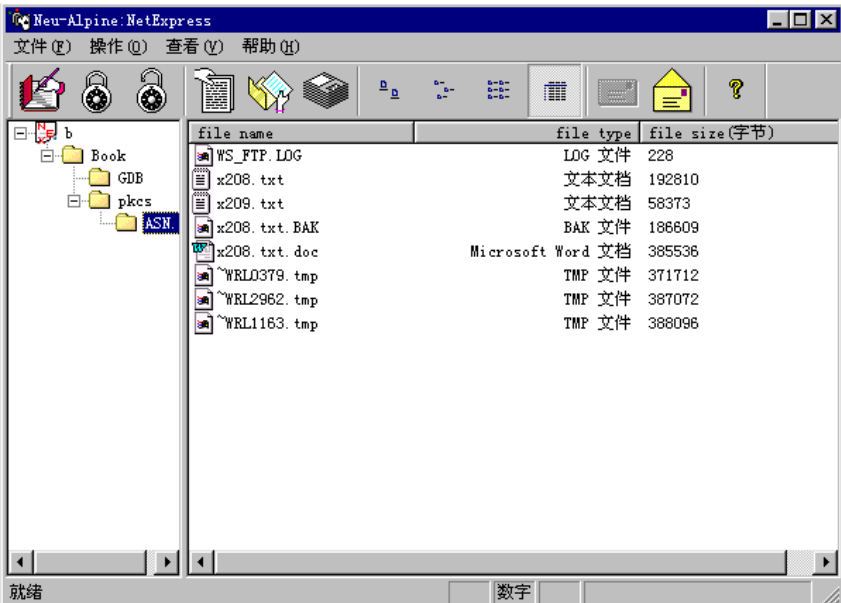 Neu-Alpine:NetExpress
文件(F) 操作(O) 查看(V) 帮助(H)
b
Book
GDB
pkcs
ASN.
file name file type file size(字节)
WS_FTP.LOG LOG 文件 228
x208.txt 文本文档 192810
x209.txt 文本文档 58373
x208.txt.BAK BAK 文件 186609
x208.txt.doc Microsoft Word 文档 385536
~WRL0379.tmp TMP 文件 371712
~WRL2962.tmp TMP 文件 387072
~WRL1163.tmp TMP 文件 388096
就绪 数字